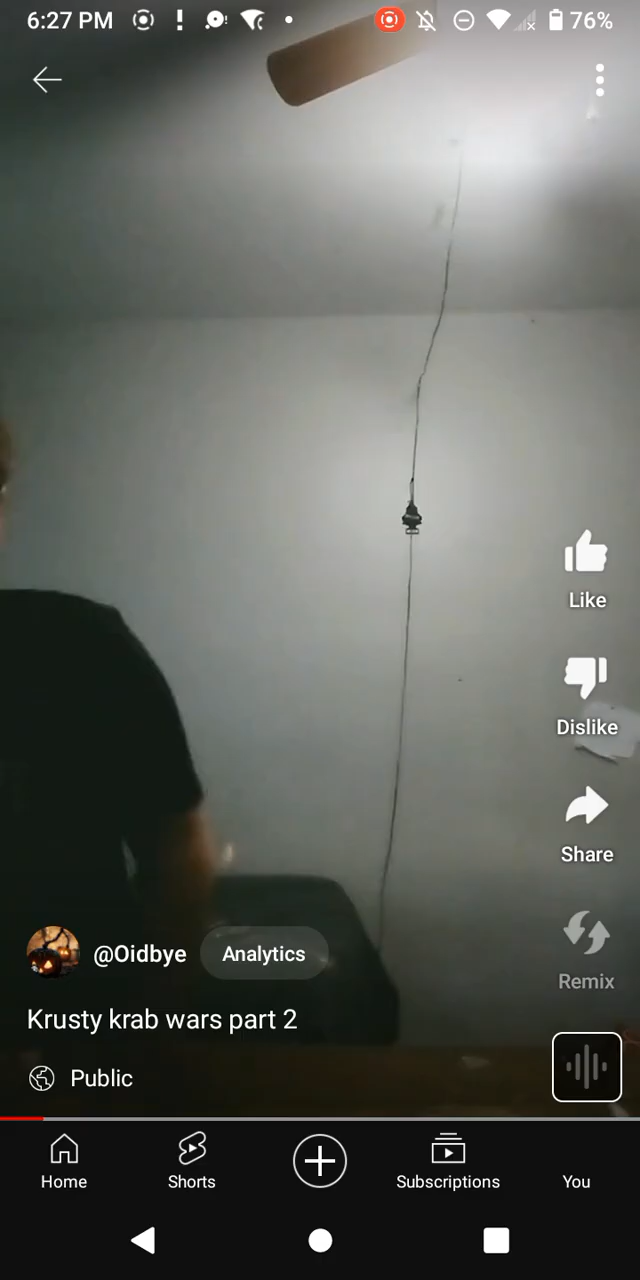 6:27 PM
76%
Like
Dislike
Share
@Oidbye
Analytics
Remix
Krusty krab wars part 2
Public
Home
Shorts
Subscriptions
You